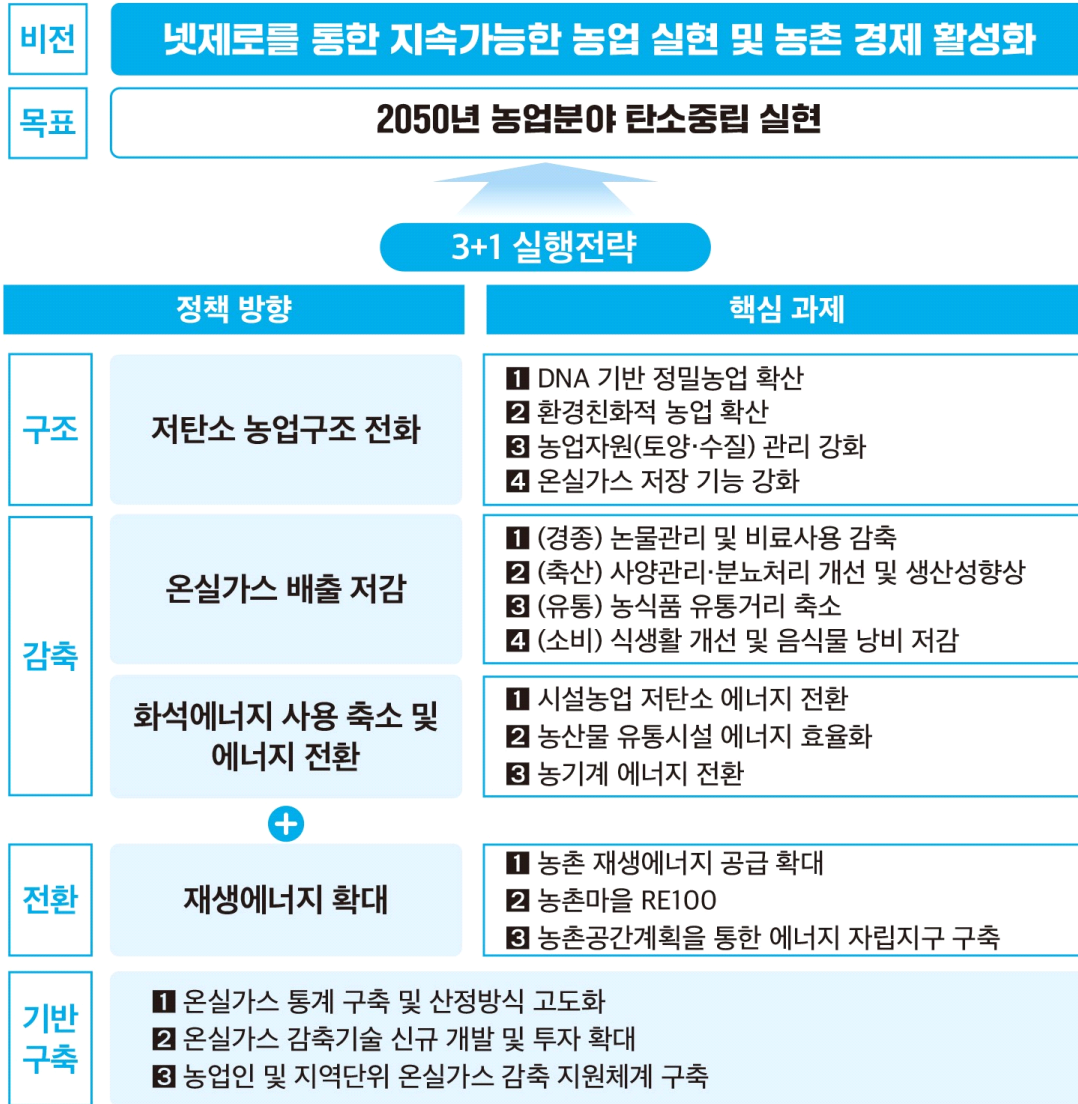 비전
넷제로를 통한 지속가능한 농업 실현 및 농촌 경제 활성화
목표
2050년 농업분야 탄소중립 실현
3+1 실행전략
정책 방향
핵심 과제
구조
저탄소 농업구조 전화
1 DNA 기반 정밀농업 확산
2 환경친화적 농업 확산
3 농업자원(토양·수질) 관리 강화
4 온실가스 저장 기능 강화
감축
온실가스 배출 저감
1 (경종) 논물관리 및 비료사용 감축
2 (축산) 사양관리·분뇨처리 개선 및 생산성향상
3 (유통) 농식품 유통거리 축소
4 (소비) 식생활 개선 및 음식물 낭비 저감
화석에너지 사용 축소 및
에너지 전환
1 시설농업 저탄소 에너지 전환
2 농산물 유통시설 에너지 효율화
3 농기계 에너지 전환
+
전환
재생에너지 확대
1 농촌 재생에너지 공급 확대
2 농촌마을 RE100
3 농촌공간계획을 통한 에너지 자립지구 구축
기반
구축
1 온실가스 통계 구축 및 산정방식 고도화
2 온실가스 감축기술 신규 개발 및 투자 확대
3 농업인 및 지역단위 온실가스 감축 지원체계 구축